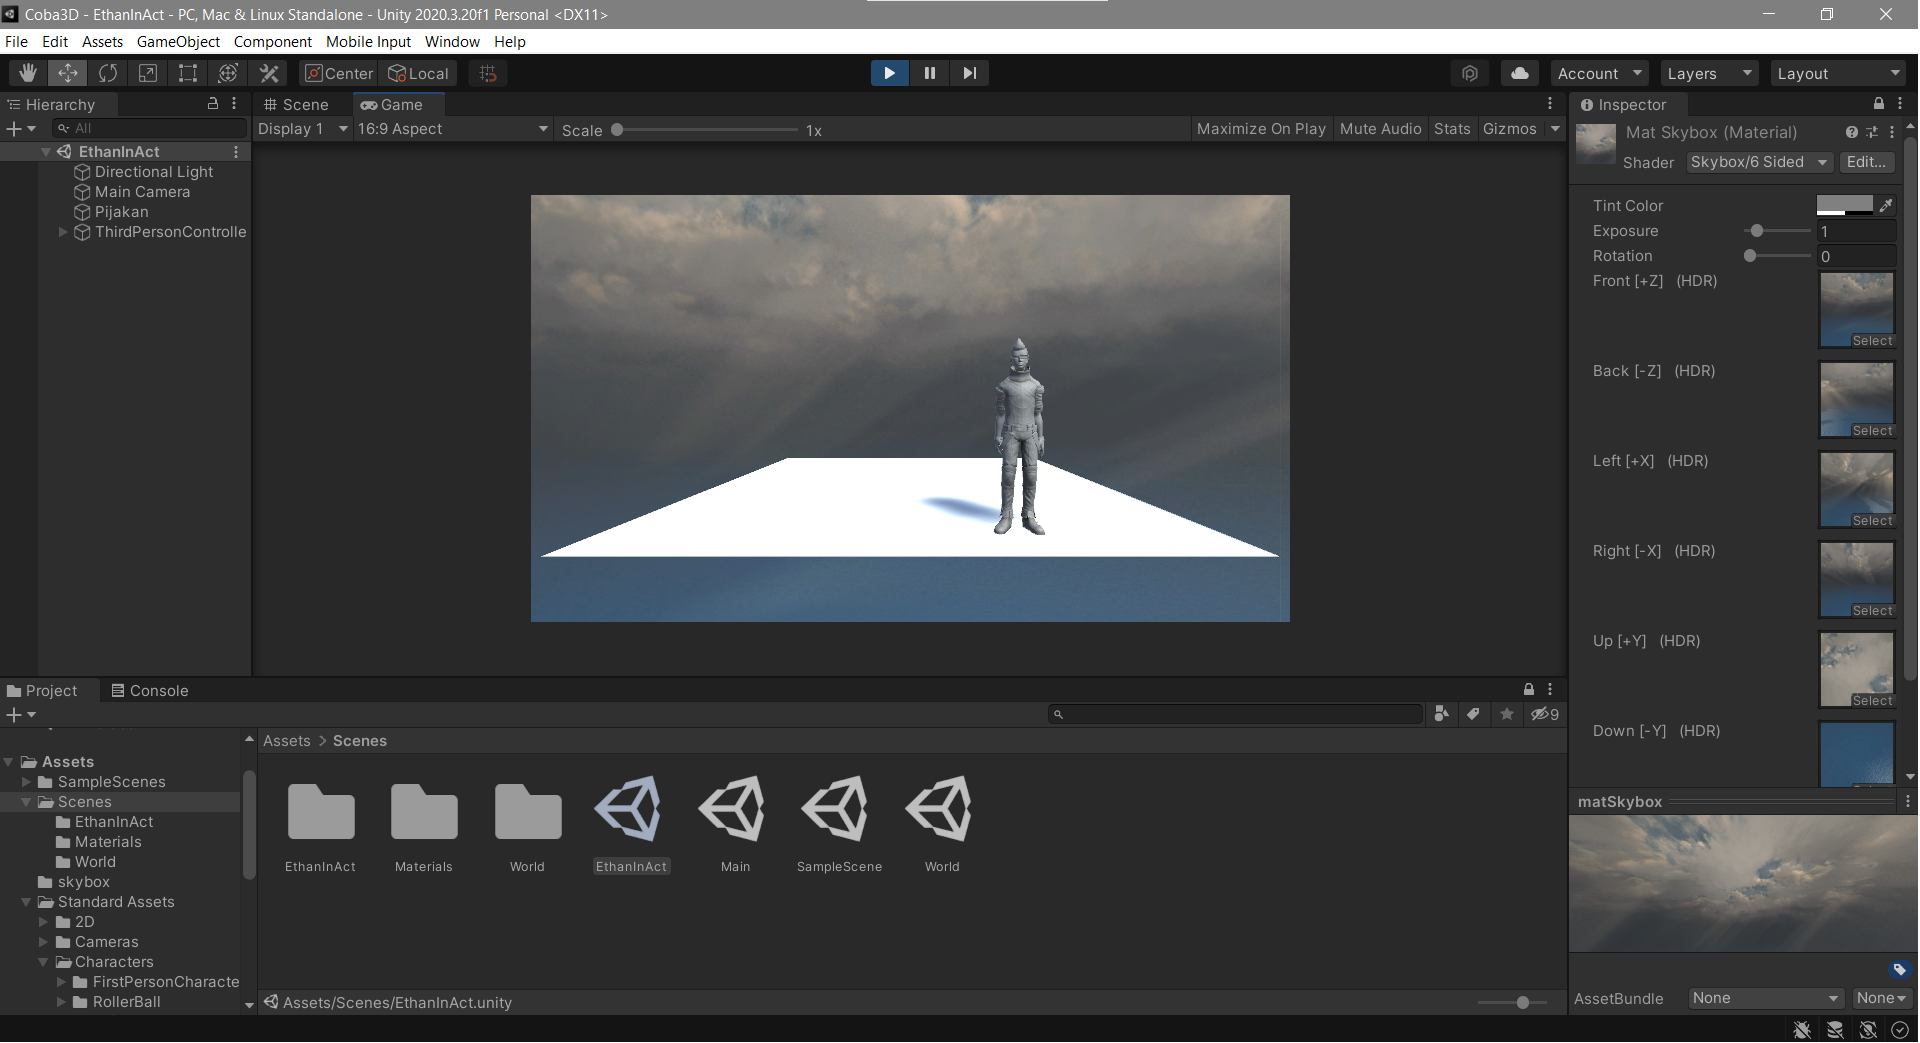 Coba3D - EthanInAct - PC, Mac & Linux Standalone - Unity 2020.3.20f1 Personal <DX11>
File Edit Assets GameObject Component Mobile Input Window Help
Center Local Account Layers Layout
Hierarchy
All
EthanInAct
Directional Light
Main Camera
Pijakan
ThirdPersonControlle
Scene Game
Display 1 16:9 Aspect Scale 1x Maximize On Play Mute Audio Stats Gizmos
Inspector
Mat Skybox (Material)
Shader Skybox/6 Sided Edit...
Tint Color
Exposure 1
Rotation 0
Front [+Z] (HDR)
Select
Back [-Z] (HDR)
Select
Left [+X] (HDR)
Select
Right [-X] (HDR)
Select
Up [+Y] (HDR)
Select
Down [-Y] (HDR)
matSkybox
AssetBundle None None
Project Console
9
Assets
SampleScenes
Scenes
EthanInAct
Materials
World
skybox
Standard Assets
2D
Cameras
Characters
FirstPersonCharacte
RollerBall
Assets > Scenes
EthanInAct Materials World EthanInAct Main SampleScene World
Assets/Scenes/EthanInAct.unity